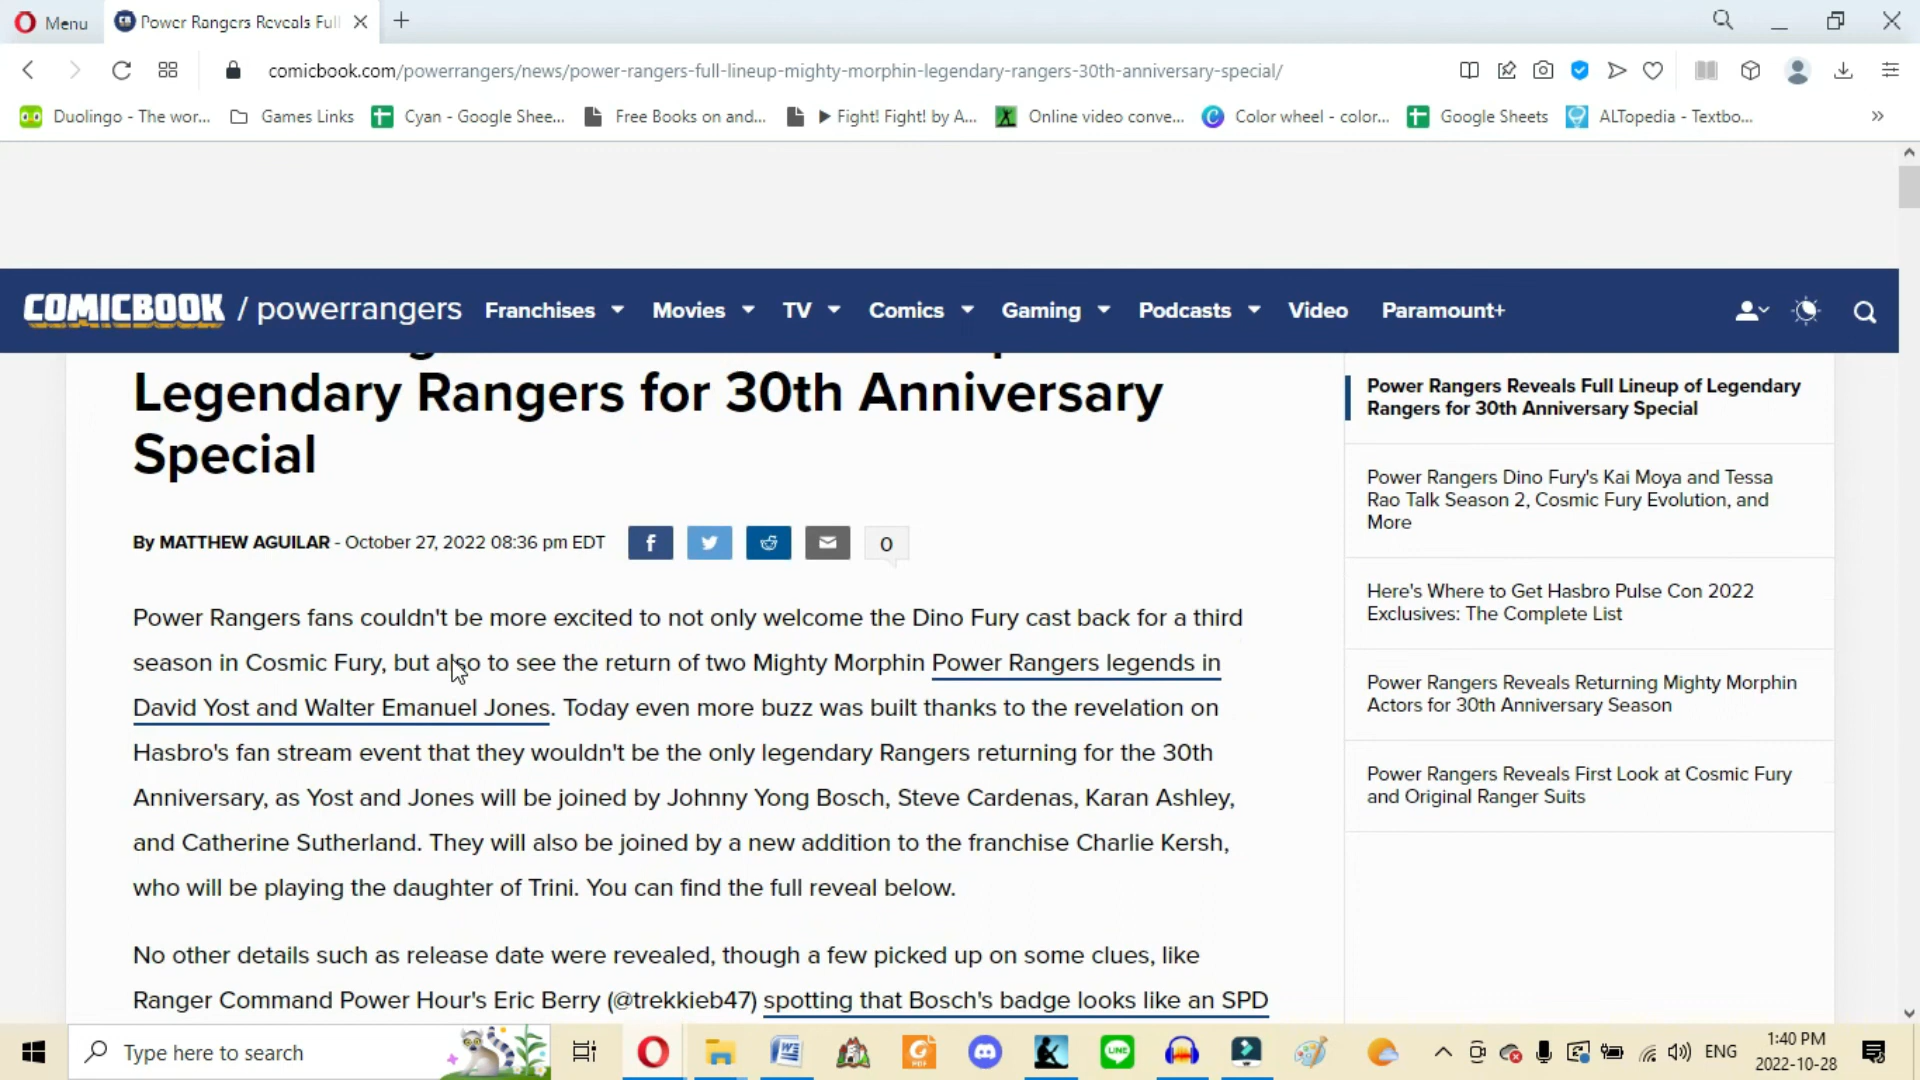 Menu
Power Rangers Reveals Full
comicbook.com/powerrangers/news/power-rangers-full-lineup-mighty-morphin-legendary-rangers-30th-anniversary-special/
Duolingo - The wor...
Games Links
Cyan - Google Shee...
Free Books on and...
▶ Fight! Fight! by A...
Online video conve...
Color wheel - color...
Google Sheets
ALTopedia - Textbo...
COMICBOOK / powerrangers
Franchises
Movies
TV
Comics
Gaming
Podcasts
Video
Paramount+
Legendary Rangers for 30th Anniversary
Special
By MATTHEW AGUILAR - October 27, 2022 08:36 pm EDT
0
Power Rangers fans couldn't be more excited to not only welcome the Dino Fury cast back for a third
season in Cosmic Fury, but also to see the return of two Mighty Morphin Power Rangers legends in
David Yost and Walter Emanuel Jones. Today even more buzz was built thanks to the revelation on
Hasbro's fan stream event that they wouldn't be the only legendary Rangers returning for the 30th
Anniversary, as Yost and Jones will be joined by Johnny Yong Bosch, Steve Cardenas, Karan Ashley,
and Catherine Sutherland. They will also be joined by a new addition to the franchise Charlie Kersh,
who will be playing the daughter of Trini. You can find the full reveal below.
No other details such as release date were revealed, though a few picked up on some clues, like
Ranger Command Power Hour's Eric Berry (@trekkieb47) spotting that Bosch's badge looks like an SPD
Power Rangers Reveals Full Lineup of Legendary
Rangers for 30th Anniversary Special
Power Rangers Dino Fury's Kai Moya and Tessa
Rao Talk Season 2, Cosmic Fury Evolution, and
More
Here's Where to Get Hasbro Pulse Con 2022
Exclusives: The Complete List
Power Rangers Reveals Returning Mighty Morphin
Actors for 30th Anniversary Season
Power Rangers Reveals First Look at Cosmic Fury
and Original Ranger Suits
Type here to search
ENG
1:40 PM
2022-10-28